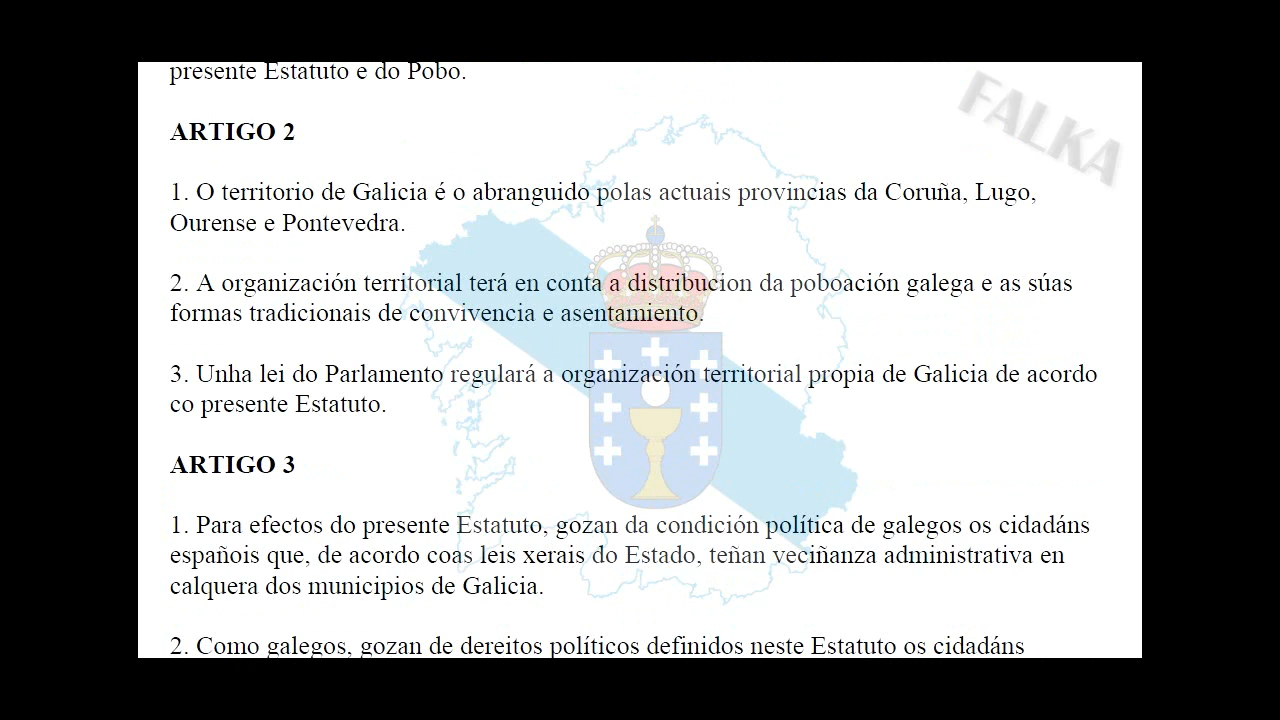 presente Estatuto e do Pobo.
FALKA
ARTIGO 2
1. O territorio de Galicia é o abranguido polas actuais provincias da Coruña, Lugo,
Ourense e Pontevedra.
2. A organización territorial terá en conta a distribucion da poboación galega e as súas
formas tradicionais de convivencia e asentamiento.
3. Unha lei do Parlamento regulará a organización territorial propia de Galicia de acordo
co presente Estatuto.
ARTIGO 3
1. Para efectos do presente Estatuto, gozan da condición política de galegos os cidadáns
españois que, de acordo coas leis xerais do Estado, teñan veciñanza administrativa en
calquera dos municipios de Galicia.
2. Como galegos, gozan de dereitos políticos definidos neste Estatuto os cidadáns